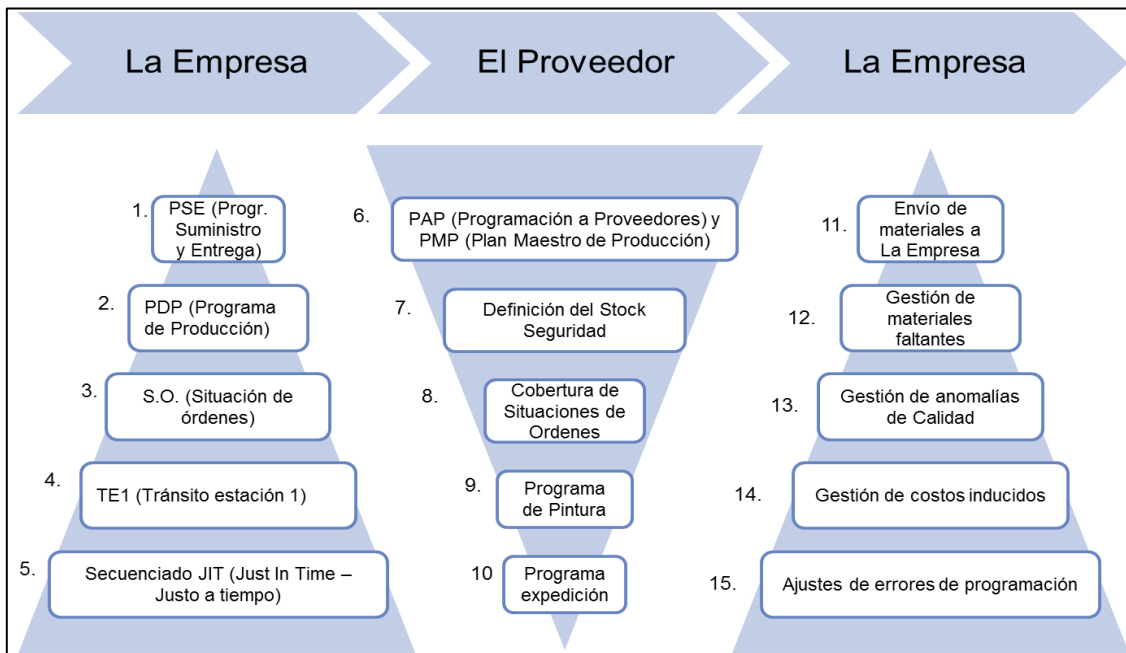 La Empresa
El Proveedor
La Empresa
1.
PSE (Progr.
Suministro
y Entrega)
2.
PDP (Programa
de Producción)
3.
S.O. (Situación de
órdenes)
4.
TE1 (Tránsito estación 1)
5.
Secuenciado JIT (Just In Time –
Justo a tiempo)
6.
PAP (Programación a Proveedores) y
PMP (Plan Maestro de Producción)
7.
Definición del Stock
Seguridad
8.
Cobertura de
Situaciones de
Ordenes
9.
Programa
de Pintura
10
Programa
expedición
11.
Envío de
materiales a
La Empresa
12.
Gestión de
materiales
faltantes
13.
Gestión de anomalías
de Calidad
14.
Gestión de costos inducidos
15.
Ajustes de errores de programación